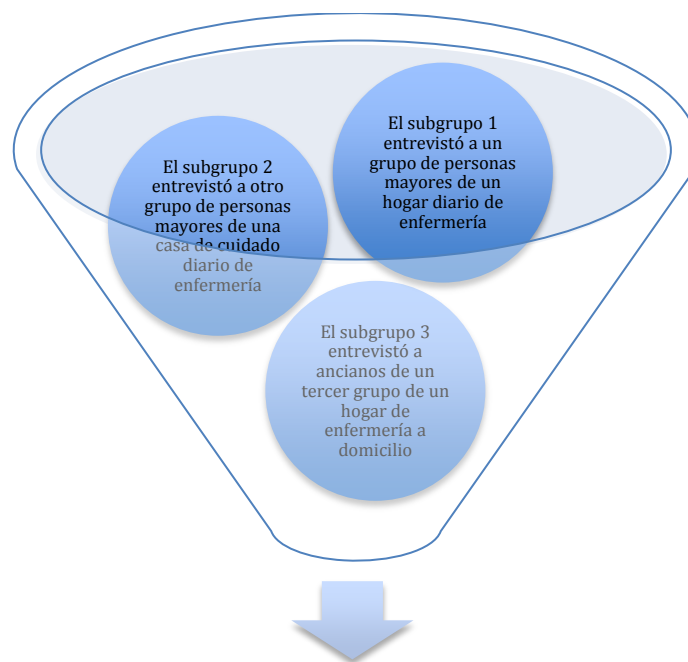 El subgrupo 1
entrevistó a un
grupo de personas
mayores de un
hogar diario de
enfermería
El subgrupo 2
entrevistó a otro
grupo de personas
mayores de una
casa de cuidado
diario de
enfermería
El subgrupo 3
entrevistó a
ancianos de un
tercer grupo de un
hogar de
enfermería a
domicilio